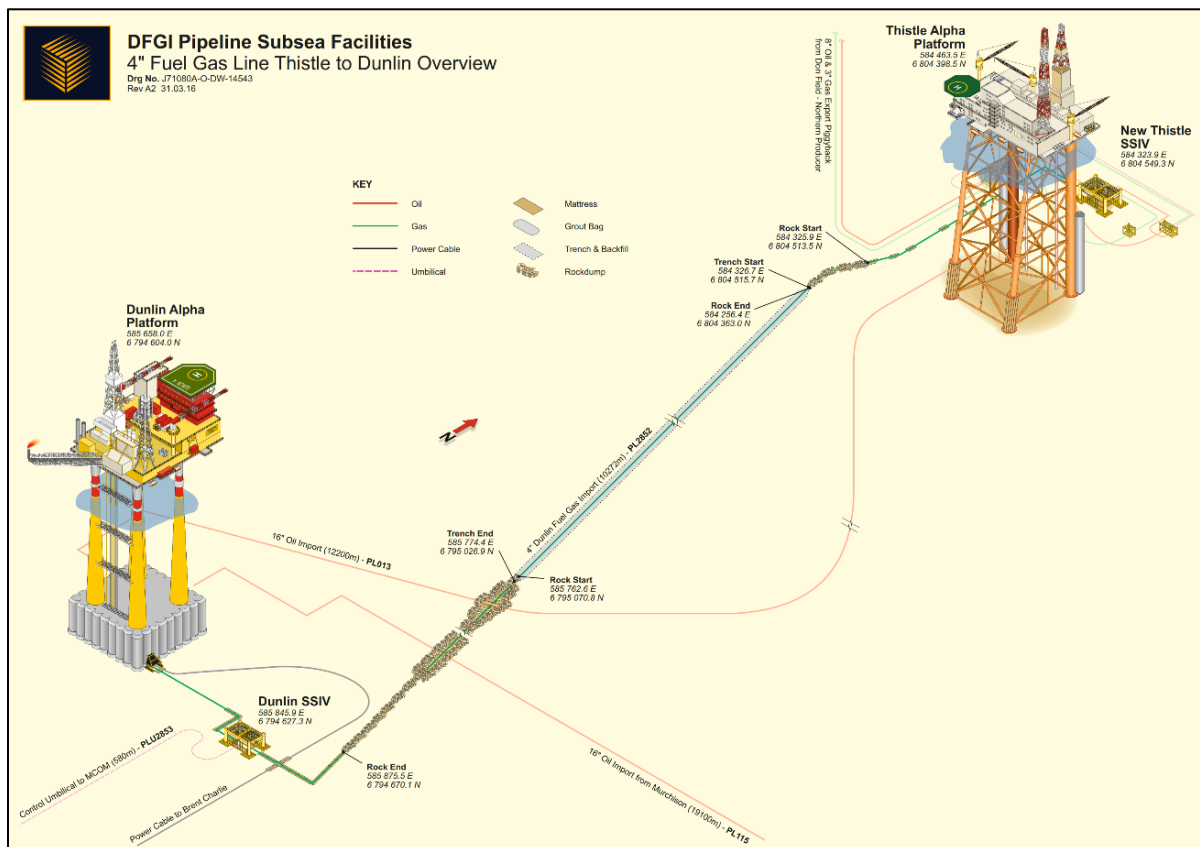 DFGI Pipeline Subsea Facilities
4" Fuel Gas Line Thistle to Dunlin Overview
Drg No. J71080A-O-DW-14543
Rev A2 31.03.16
Thistle Alpha
Platform
584 463.5 E
6 804 398.5 N
8" Oil & 3" Gas Export Piggyback
from Don Field - Northern Producer
New Thistle
SSIV
584 323.9 E
6 804 549.3 N
KEY
Oil
Gas
Power Cable
Umbilical
Mattress
Grout Bag
Trench & Backfill
Rockdump
Rock Start
584 325.9 E
6 804 513.5 N
Trench Start
584 326.7 E
6 804 515.7 N
Rock End
584 256.4 E
6 804 363.0 N
Dunlin Alpha
Platform
585 658.0 E
6 794 604.0 N
H
H
N
4" Dunlin Fuel Gas Import (10272m) - PL2852
16" Oil Import (12200m) - PL013
Trench End
585 774.4 E
6 795 026.9 N
Rock Start
585 762.6 E
6 795 070.8 N
Dunlin SSIV
585 845.9 E
6 794 627.3 N
Control Umbilical to MCOM (580m) - PLU2853
Power Cable to Brent Charlie
Rock End
585 875.5 E
6 794 670.1 N
16" Oil Import from Murchison (19100m) - PL115